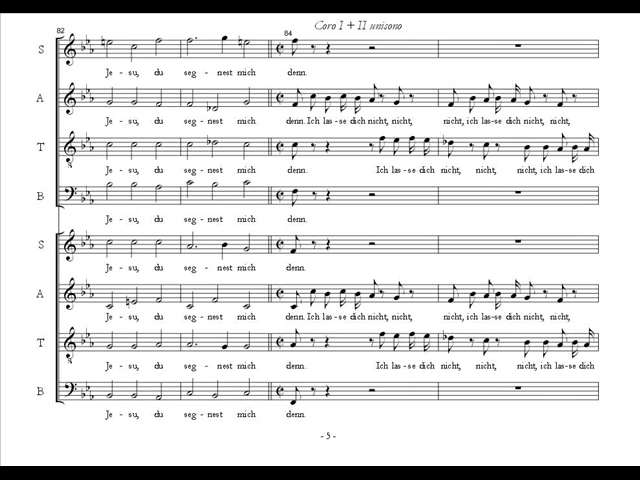 Coro I + II unisono
82 84
S
Je - su, du seg - nest mich denn.
A
Je - su, du seg - nest mich denn. Ich las - se dich nicht, nicht, nicht, ich las - se dich nicht, nicht,
T
8
Je - su, du seg - nest mich denn. Ich las - se dich nicht, nicht, nicht, ich las - se dich
B
Je - su, du seg - nest mich denn.
S
Je - su, du seg - nest mich denn.
A
Je - su, du seg - nest mich denn. Ich las - se dich nicht, nicht, nicht, ich las - se dich nicht, nicht,
T
8
Je - su, du seg - nest mich denn. Ich las - se dich nicht, nicht, nicht, ich las - se dich
B
Je - su, du seg - nest mich denn.
- 5 -